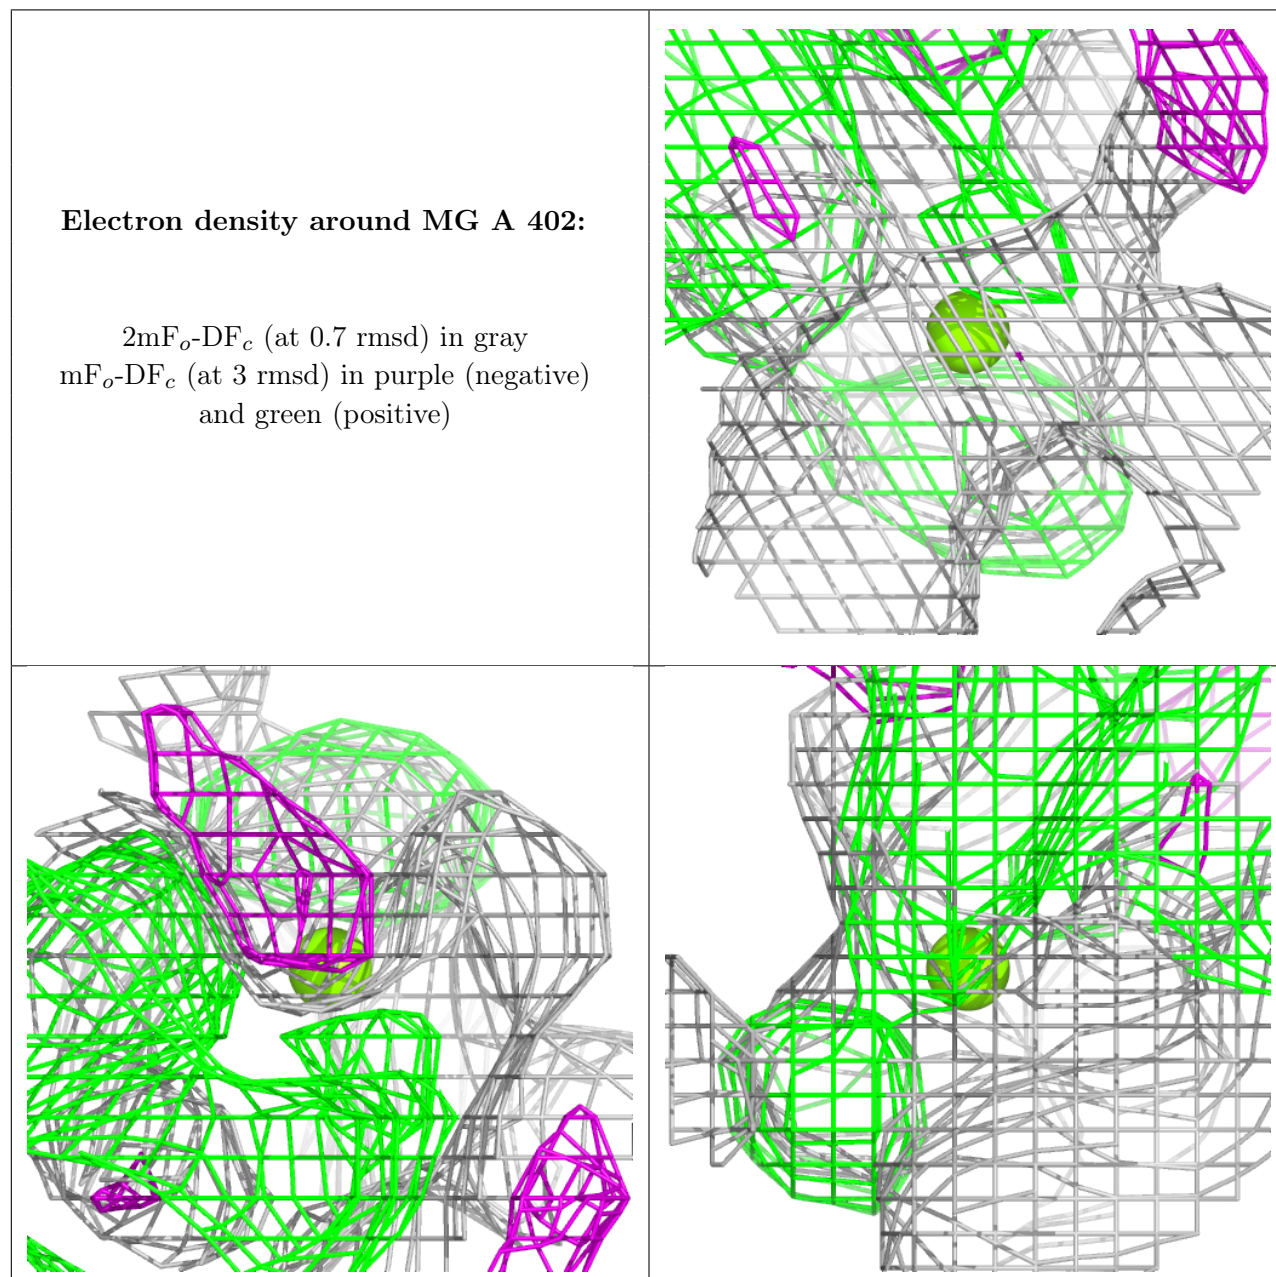 Electron density around MG A 402:
2mFo-DFc (at 0.7 rmsd) in gray
mFo-DFc (at 3 rmsd) in purple (negative)
and green (positive)